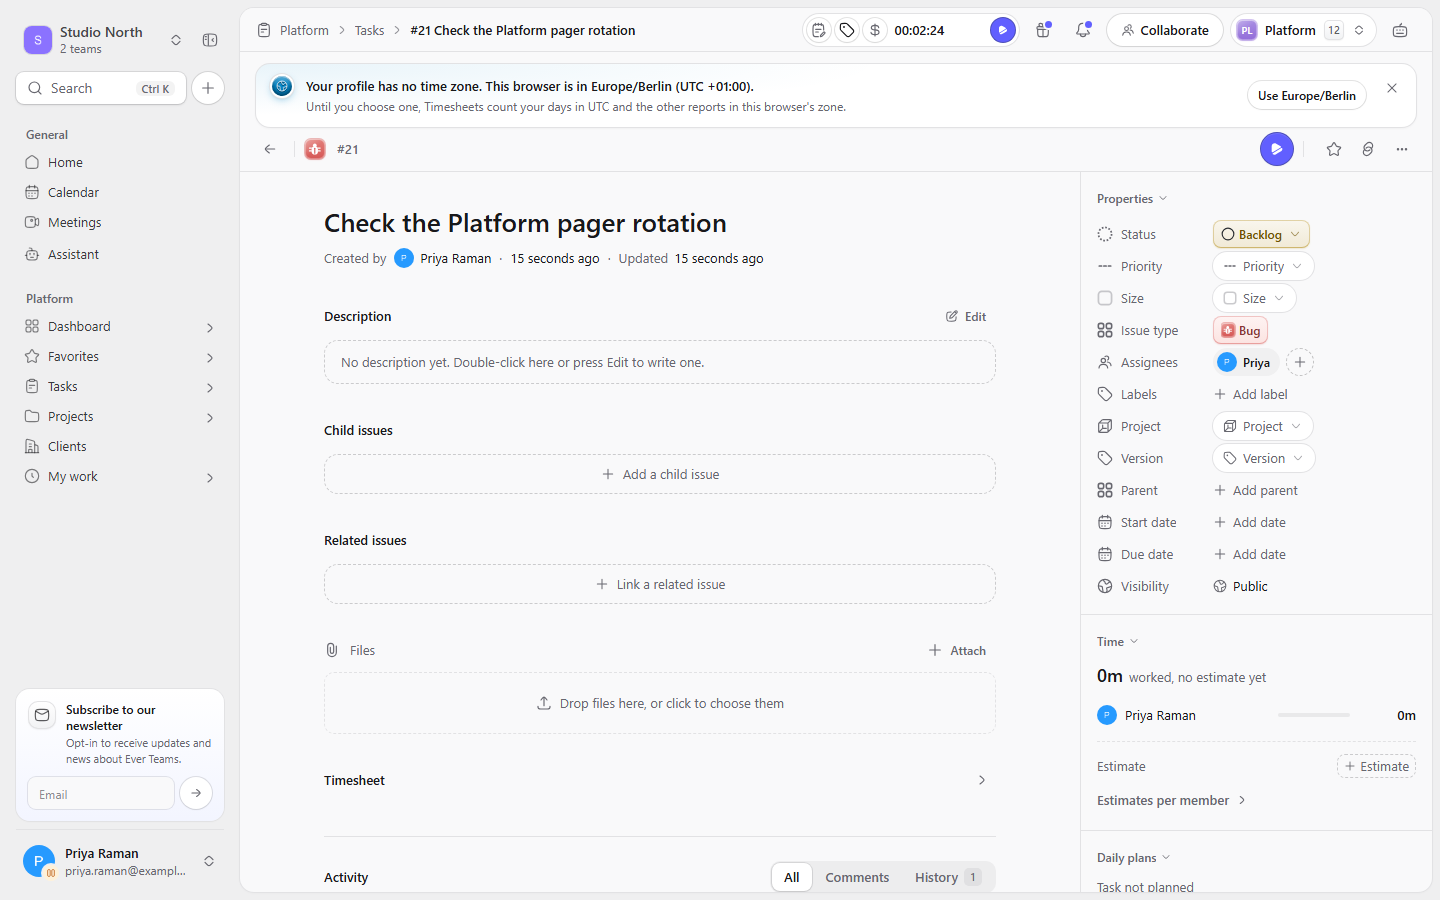 Studio North
2 teams
Search
Ctrl K
General
Home
Calendar
Meetings
Assistant
Platform
Dashboard
Favorites
Tasks
Projects
Clients
My work
Subscribe to our
newsletter
Opt-in to receive updates and
news about Ever Teams.
Email
Priya Raman
priya.raman@exampl...
Platform > Tasks > #21 Check the Platform pager rotation
00:02:24
Collaborate
PL Platform 12
Your profile has no time zone. This browser is in Europe/Berlin (UTC +01:00).
Until you choose one, Timesheets count your days in UTC and the other reports in this browser's zone.
Use Europe/Berlin
#21
Check the Platform pager rotation
Created by P Priya Raman · 15 seconds ago · Updated 15 seconds ago
Description
Edit
No description yet. Double-click here or press Edit to write one.
Child issues
Add a child issue
Related issues
Link a related issue
Files
Attach
Drop files here, or click to choose them
Timesheet
Activity
All
Comments
History 1
Properties
Status
Backlog
Priority
Priority
Size
Size
Issue type
Bug
Assignees
P Priya
Labels
Add label
Project
Project
Version
Version
Parent
Add parent
Start date
Add date
Due date
Add date
Visibility
Public
Time
0m worked, no estimate yet
P Priya Raman
0m
Estimate
Estimate
Estimates per member
Daily plans
Task not planned